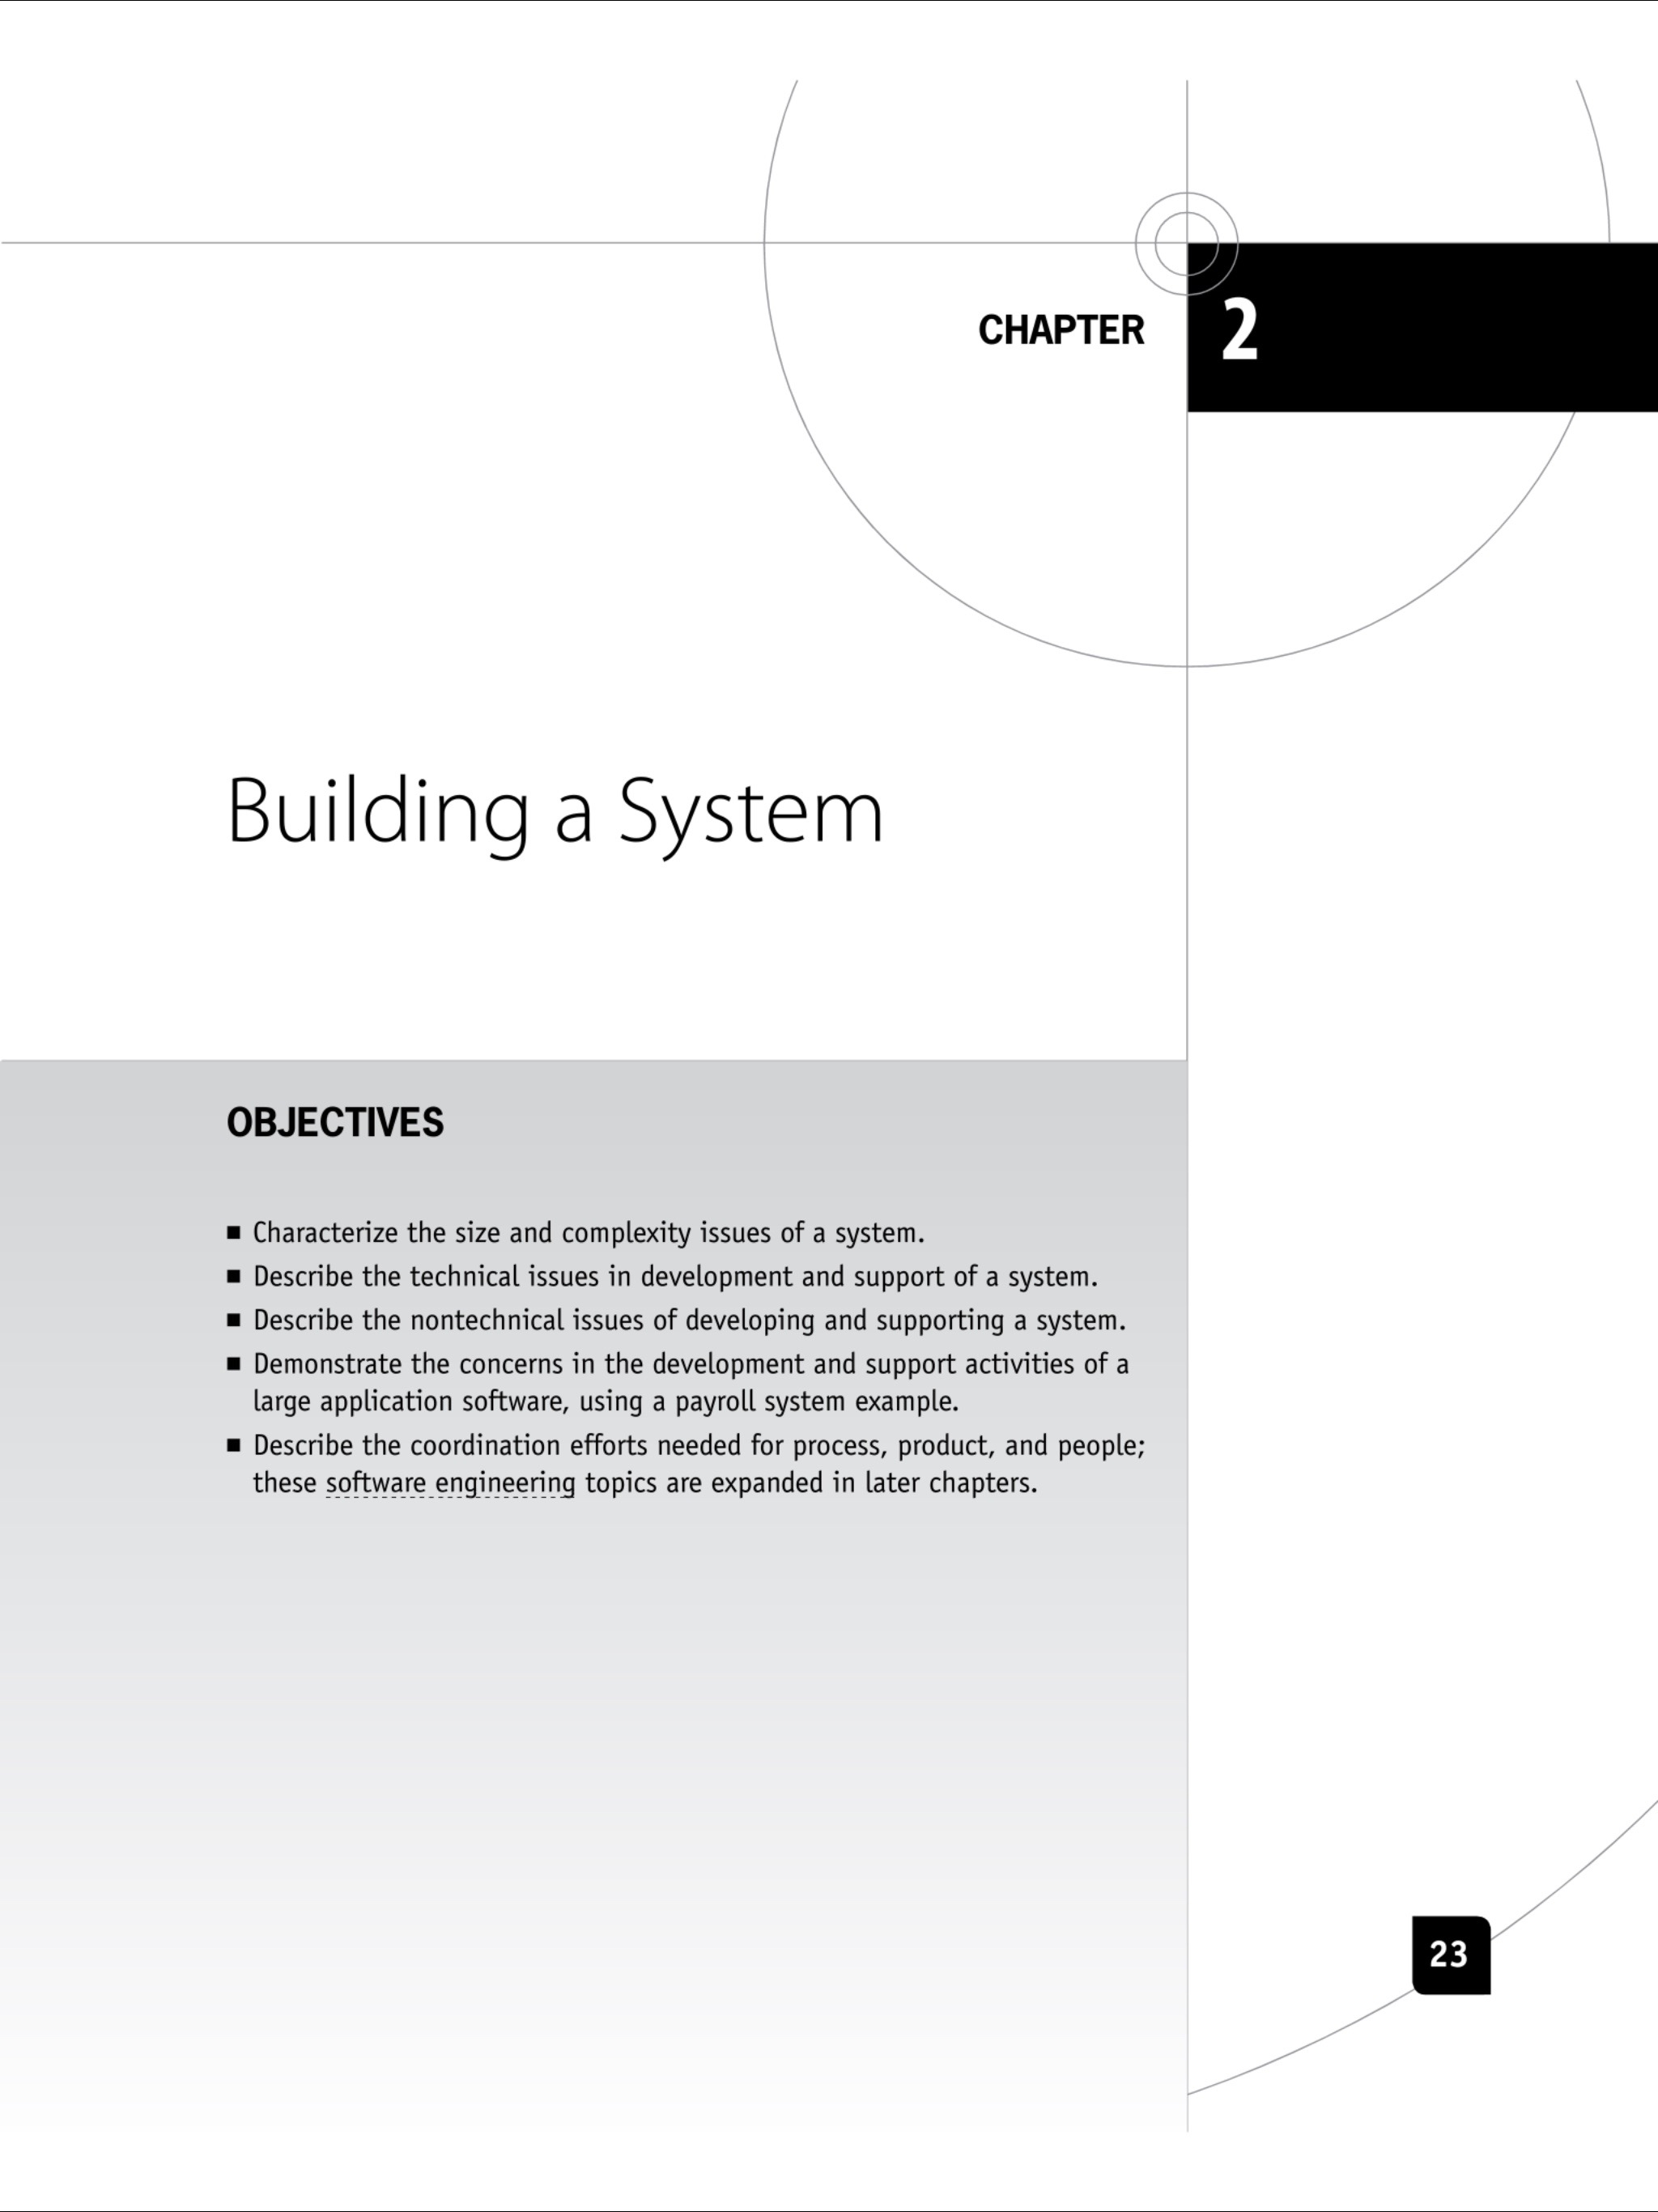 CHAPTER 2
Building a System
OBJECTIVES
■ Characterize the size and complexity issues of a system.
■ Describe the technical issues in development and support of a system.
■ Describe the nontechnical issues of developing and supporting a system.
■ Demonstrate the concerns in the development and support activities of a
large application software, using a payroll system example.
■ Describe the coordination efforts needed for process, product, and people;
these software engineering topics are expanded in later chapters.
23